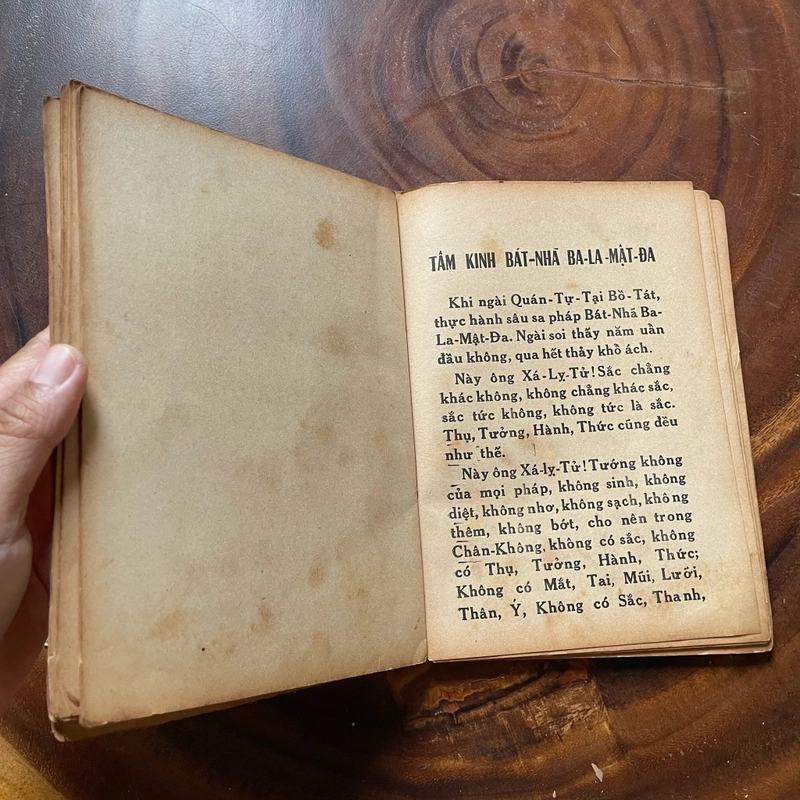 TÂM KINH BÁT-NHÃ BA-LA-MẬT-ĐA
Khi ngài Quán-Tự-Tại Bồ-Tát,
thực hành sâu sa pháp Bát-Nhã Ba-
La-Mật-Đa. Ngài soi thấy năm uẩn
đều không, qua hết thảy khổ ách.
Này ông Xá-Lỵ-Tử! Sắc chẳng
khác không, không chẳng khác sắc,
sắc tức không, không tức là sắc.
Thụ, Tưởng, Hành, Thức cũng đều
như thế.
Này ông Xá-lỵ-Tử! Tướng không
của mọi pháp, không sinh, không
diệt, không nhơ, không sạch, không
thêm, không bớt, cho nên trong
Chân-Không, không có sắc, không
có Thụ, Tưởng, Hành, Thức;
Không có Mắt, Tai, Mũi, Lưỡi,
Thân, Ý, Không có Sắc, Thanh,